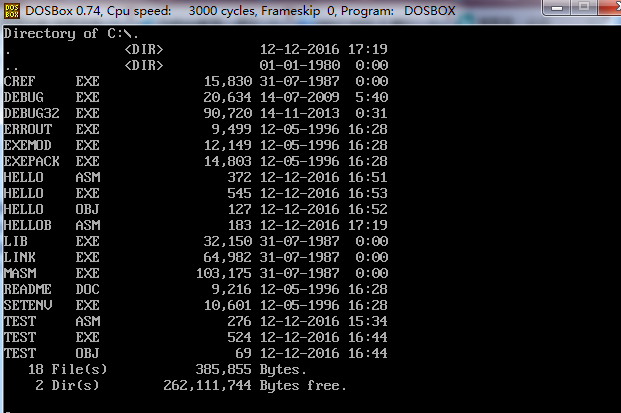 DOSBox 0.74, Cpu speed:    3000 cycles, Frameskip  0, Program:   DOSBOX
Directory of C:\.
.              <DIR>            12-12-2016 17:19
..             <DIR>            01-01-1980  0:00
CREF     EXE             15,830 31-07-1987  0:00
DEBUG    EXE             20,634 14-07-2009  5:40
DEBUG32  EXE             90,720 14-11-2013  0:31
ERROUT   EXE              9,499 12-05-1996 16:28
EXEMOD   EXE             12,149 12-05-1996 16:28
EXEPACK  EXE             14,803 12-05-1996 16:28
HELLO    ASM                372 12-12-2016 16:51
HELLO    EXE                545 12-12-2016 16:53
HELLO    OBJ                127 12-12-2016 16:52
HELLOB   ASM                183 12-12-2016 17:19
LIB      EXE             32,150 31-07-1987  0:00
LINK     EXE             64,982 31-07-1987  0:00
MASM     EXE            103,175 31-07-1987  0:00
README   DOC              9,216 12-05-1996 16:28
SETENV   EXE             10,601 12-05-1996 16:28
TEST     ASM                276 12-12-2016 15:34
TEST     EXE                524 12-12-2016 16:44
TEST     OBJ                 69 12-12-2016 16:44
   18 File(s)           385,855 Bytes.
    2 Dir(s)        262,111,744 Bytes free.